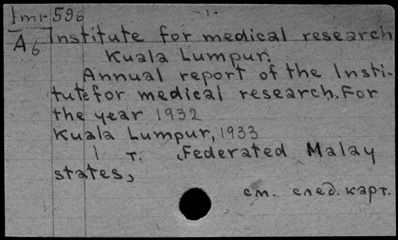 Imr 596 - 1 -
A6 Institute for medical research
Kuala Lumpur.
Annual report of the Insti-
tute for medical research. For
the year 1932
Kuala Lumpur, 1933
1 т. (Federated Malay
states)
см. след. карт.